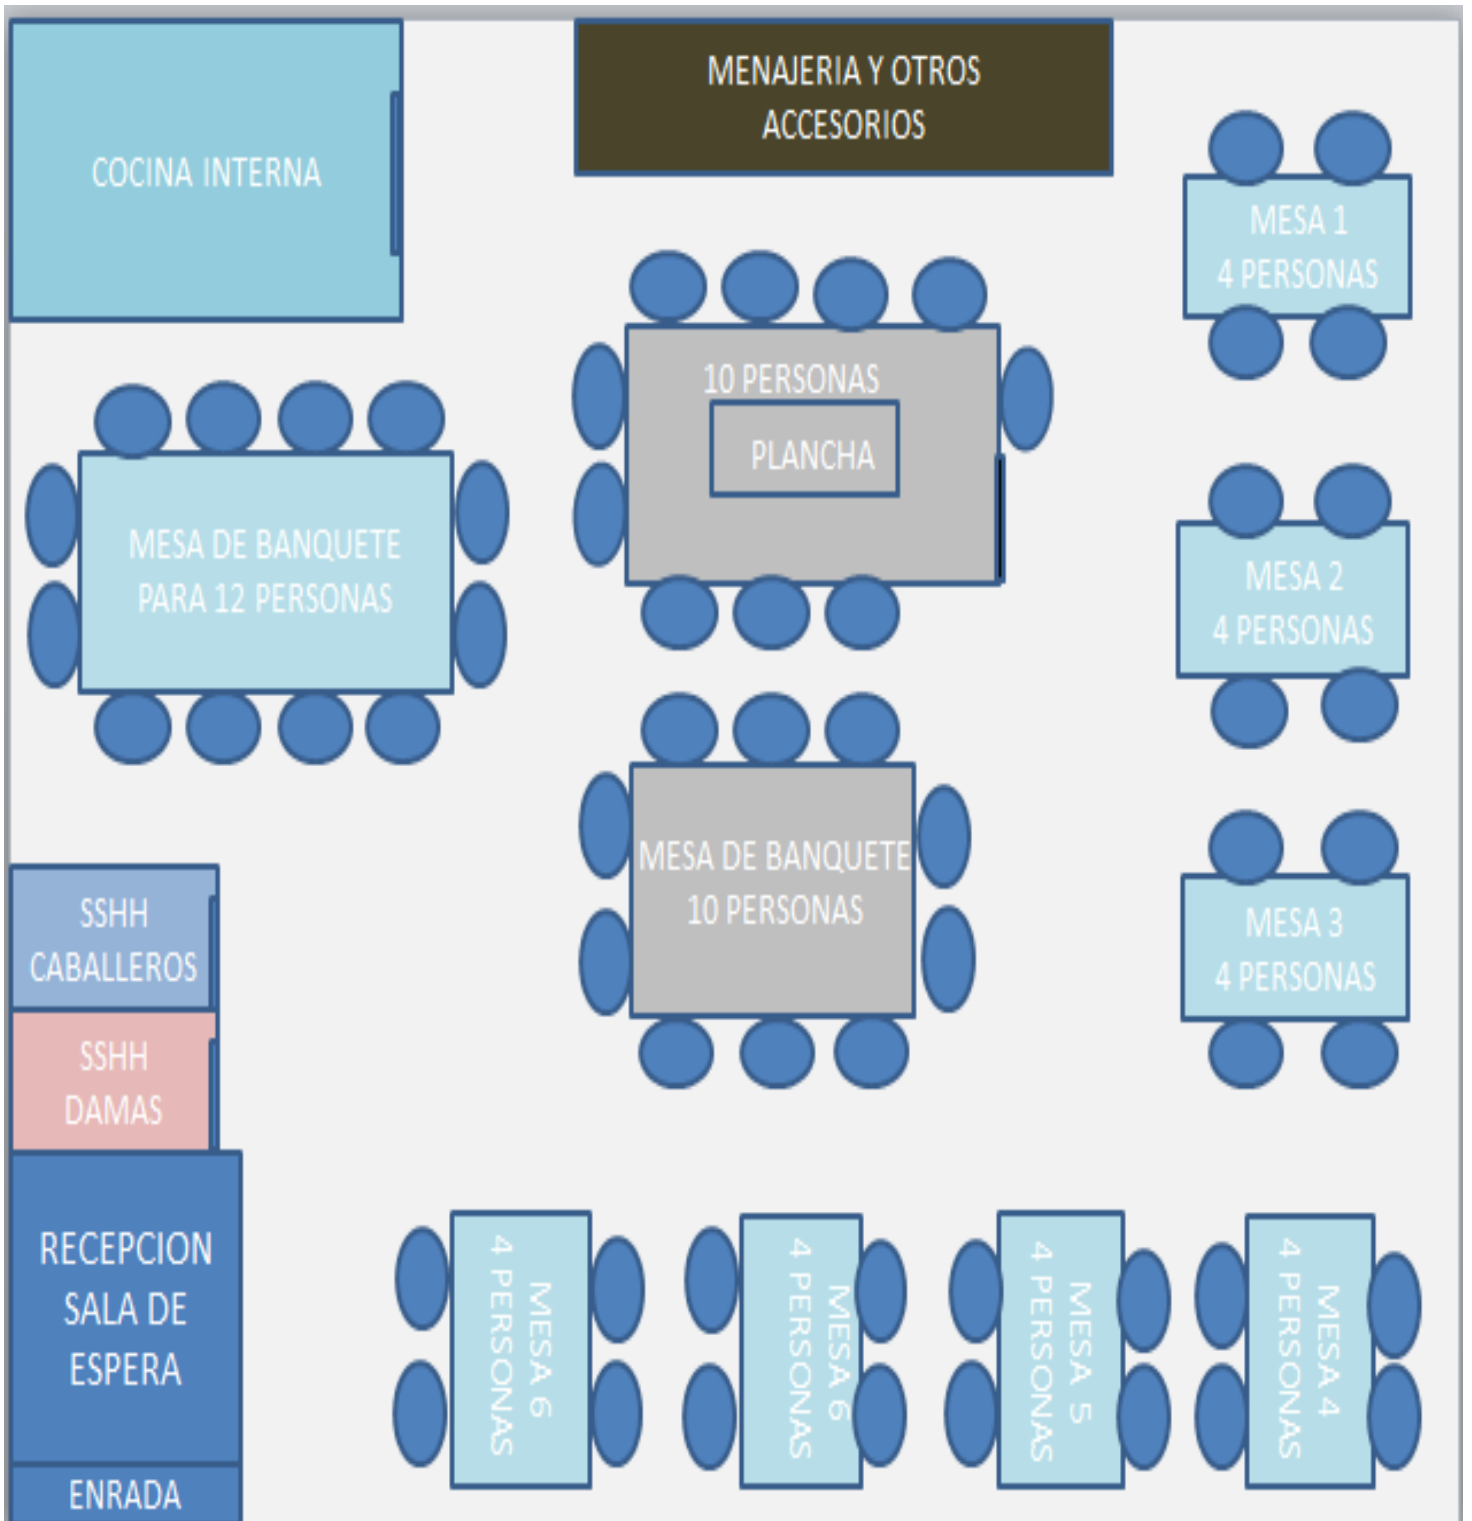 COCINA INTERNA
MENAJERIA Y OTROS
ACCESORIOS
MESA 1
4 PERSONAS
10 PERSONAS
PLANCHA
MESA DE BANQUETE
PARA 12 PERSONAS
MESA 2
4 PERSONAS
MESA DE BANQUETE
10 PERSONAS
MESA 3
4 PERSONAS
SSHH
CABALLEROS
SSHH
DAMAS
RECEPCION
SALA DE
ESPERA
ENRADA
MESA 6
4 PERSONAS
MESA 6
4 PERSONAS
MESA 5
4 PERSONAS
MESA 4
4 PERSONAS